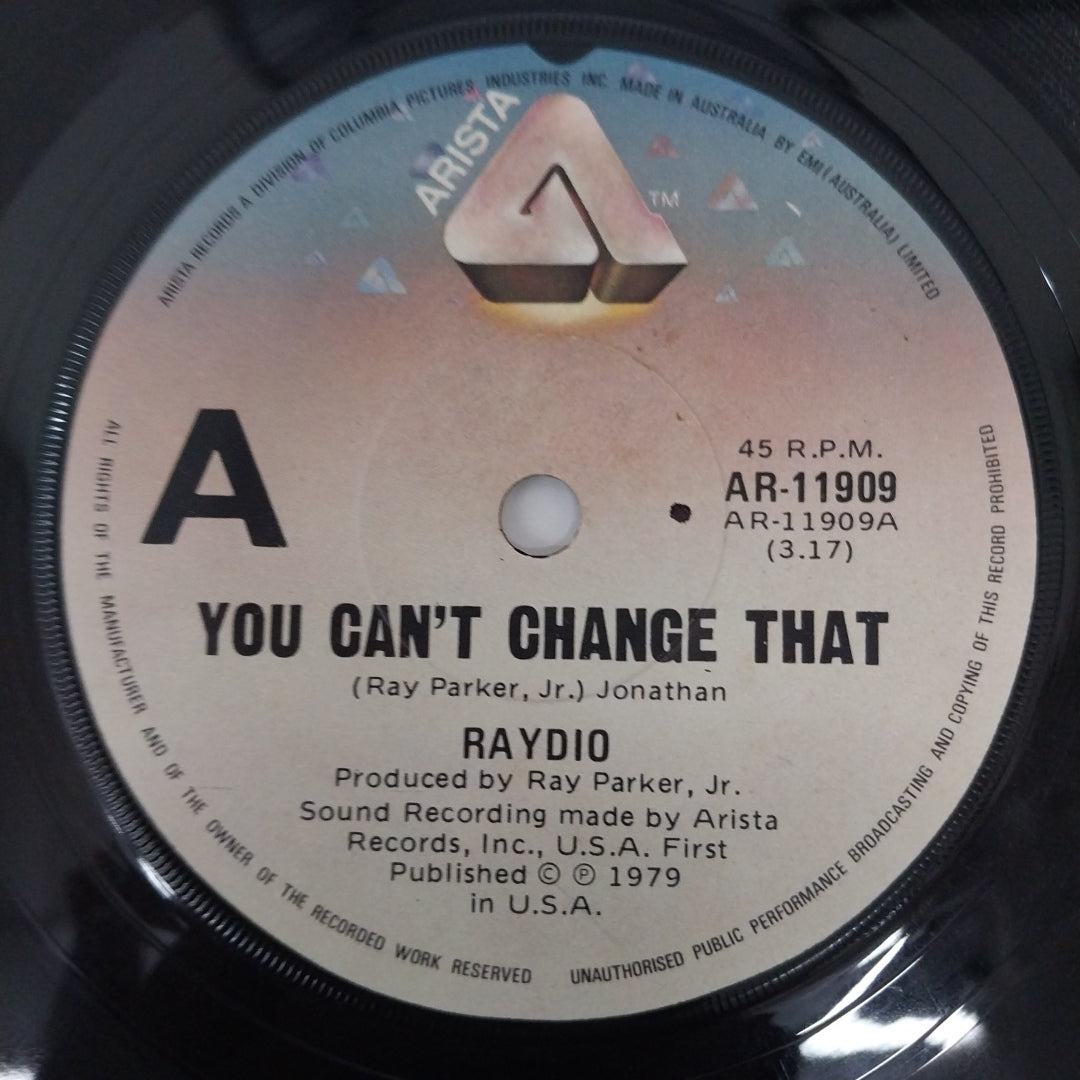 ARISTA RECORDS A DIVISION OF COLUMBIA PICTURES INDUSTRIES INC. MADE IN AUSTRALIA BY EMI (AUSTRALIA) LIMITED
ARISTA
TM
A
45 R.P.M.
AR-11909
AR-11909A
(3.17)
YOU CAN'T CHANGE THAT
(Ray Parker, Jr.) Jonathan
RAYDIO
Produced by Ray Parker, Jr.
Sound Recording made by Arista
Records, Inc., U.S.A. First
Published © ℗ 1979
in U.S.A.
ALL RIGHTS OF THE MANUFACTURER AND OF THE OWNER OF THE RECORDED WORK RESERVED
UNAUTHORISED PUBLIC PERFORMANCE BROADCASTING AND COPYING OF THIS RECORD PROHIBITED